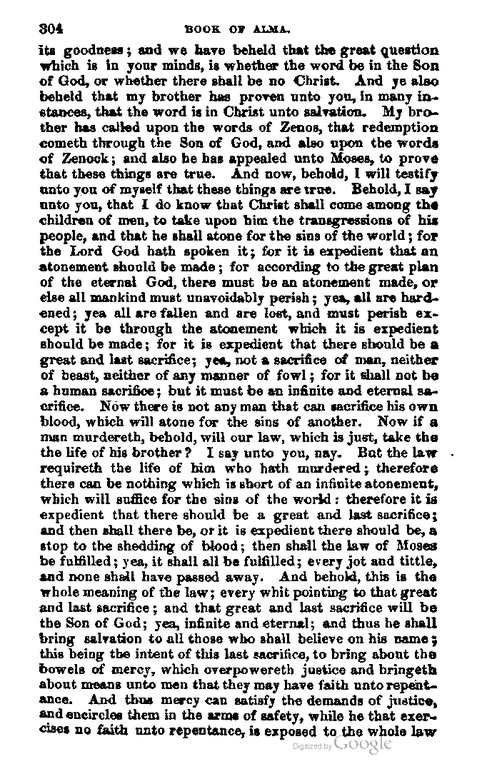 304 BOOK OF ALMA.
its goodness; and we have beheld that the great question
which is in your minds, is whether the word be in the Son
of God, or whether there shall be no Christ. And ye also
beheld that my brother has proven unto you, in many in-
stances, that the word is in Christ unto salvation. My bro-
ther has called upon the words of Zenos, that redemption
cometh through the Son of God, and also upon the words
of Zenock; and also he has appealed unto Moses, to prove
that these things are true. And now, behold, I will testify
unto you of myself that these things are true. Behold, I say
unto you, that I do know that Christ shall come among the
children of men, to take upon him the transgressions of his
people, and that he shall atone for the sins of the world; for
the Lord God hath spoken it; for it is expedient that an
atonement should be made; for according to the great plan
of the eternal God, there must be an atonement made, or
else all mankind must unavoidably perish; yea, all are hard-
ened; yea all are fallen and are lost, and must perish ex-
cept it be through the atonement which it is expedient
should be made; for it is expedient that there should be a
great and last sacrifice; yea, not a sacrifice of man, neither
of beast, neither of any manner of fowl; for it shall not be
a human sacrifice; but it must be an infinite and eternal sa-
crifice. Now there is not any man that can sacrifice his own
blood, which will atone for the sins of another. Now if a
man murdereth, behold, will our law, which is just, take the
the life of his brother? I say unto you, nay. But the law
requireth the life of him who hath murdered; therefore
there can be nothing which is short of an infinite atonement,
which will suffice for the sins of the world: therefore it is
expedient that there should be a great and last sacrifice;
and then shall there be, or it is expedient there should be, a
stop to the shedding of blood; then shall the law of Moses
be fulfilled; yea, it shall all be fulfilled; every jot and tittle,
and none shall have passed away. And behold, this is the
whole meaning of the law; every whit pointing to that great
and last sacrifice; and that great and last sacrifice will be
the Son of God; yea, infinite and eternal; and thus he shall
bring salvation to all those who shall believe on his name;
this being the intent of this last sacrifice, to bring about the
bowels of mercy, which overpowereth justice and bringeth
about means unto men that they may have faith unto repent-
ance. And thus mercy can satisfy the demands of justice,
and encircles them in the arms of safety, while he that exer-
cises no faith unto repentance, is exposed to the whole law
Digitized by Google